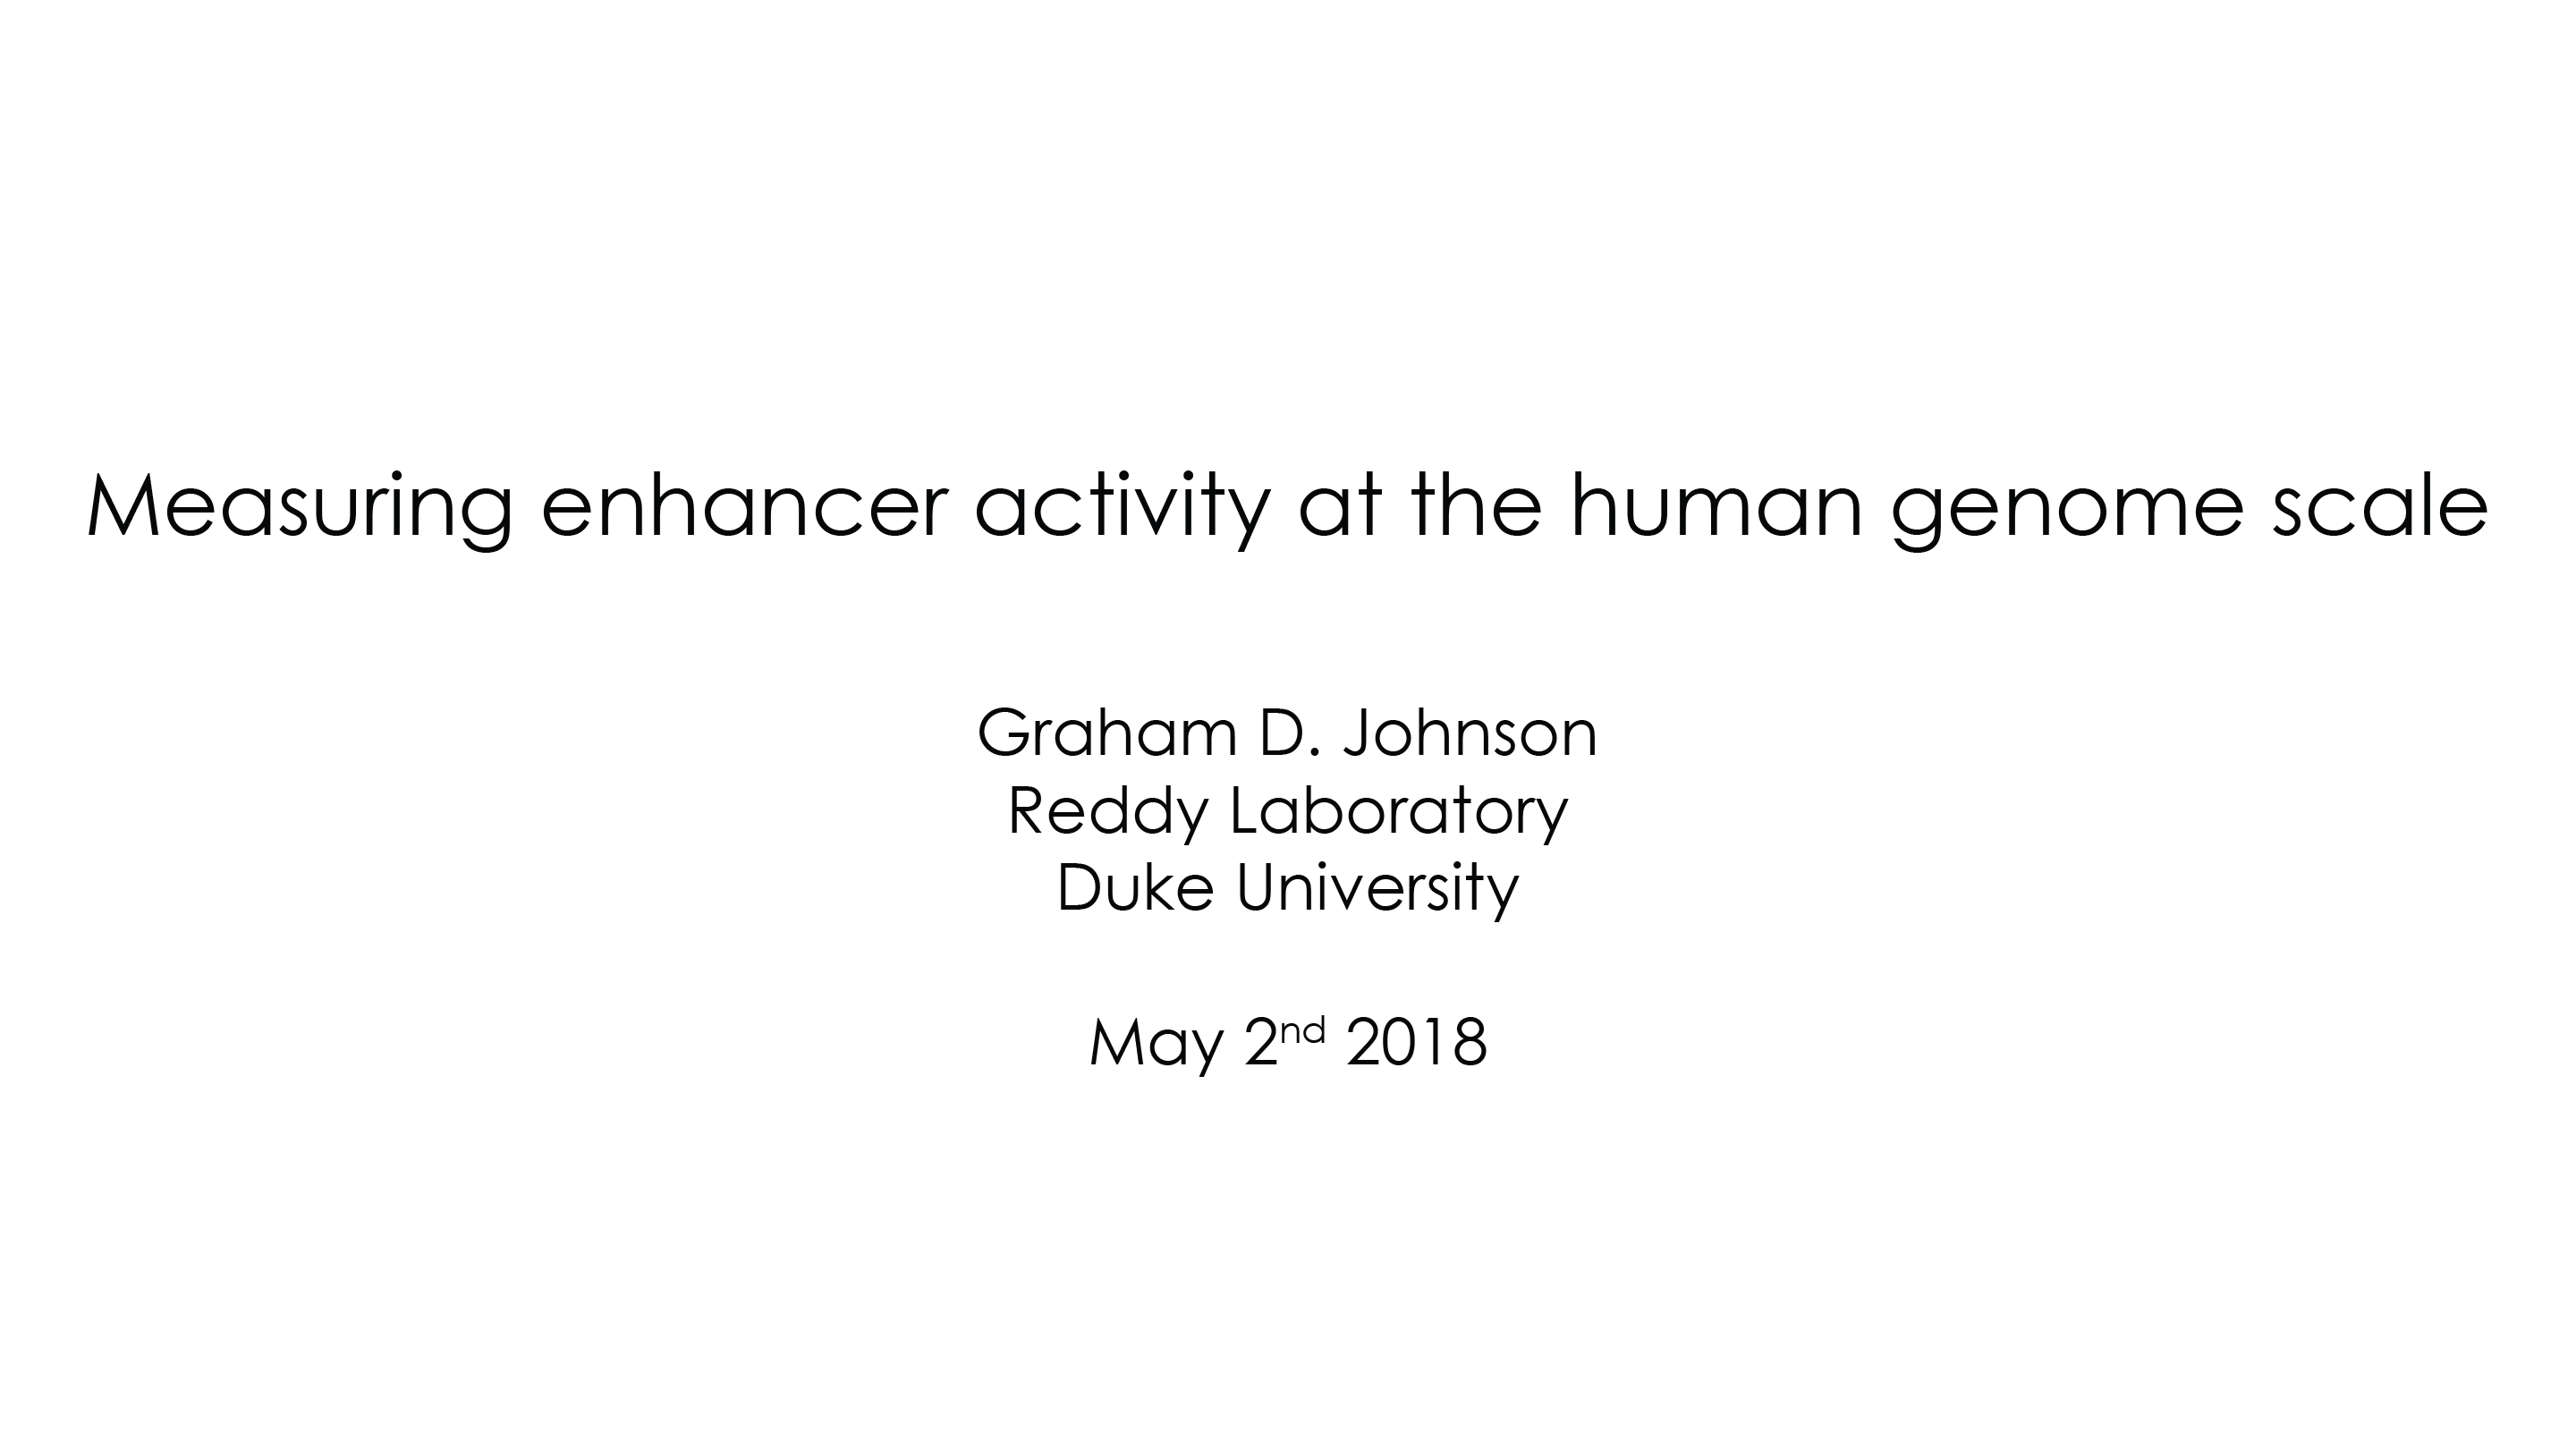 Measuring enhancer activity at the human genome scale
Graham D. Johnson
Reddy Laboratory
Duke University
May 2nd 2018